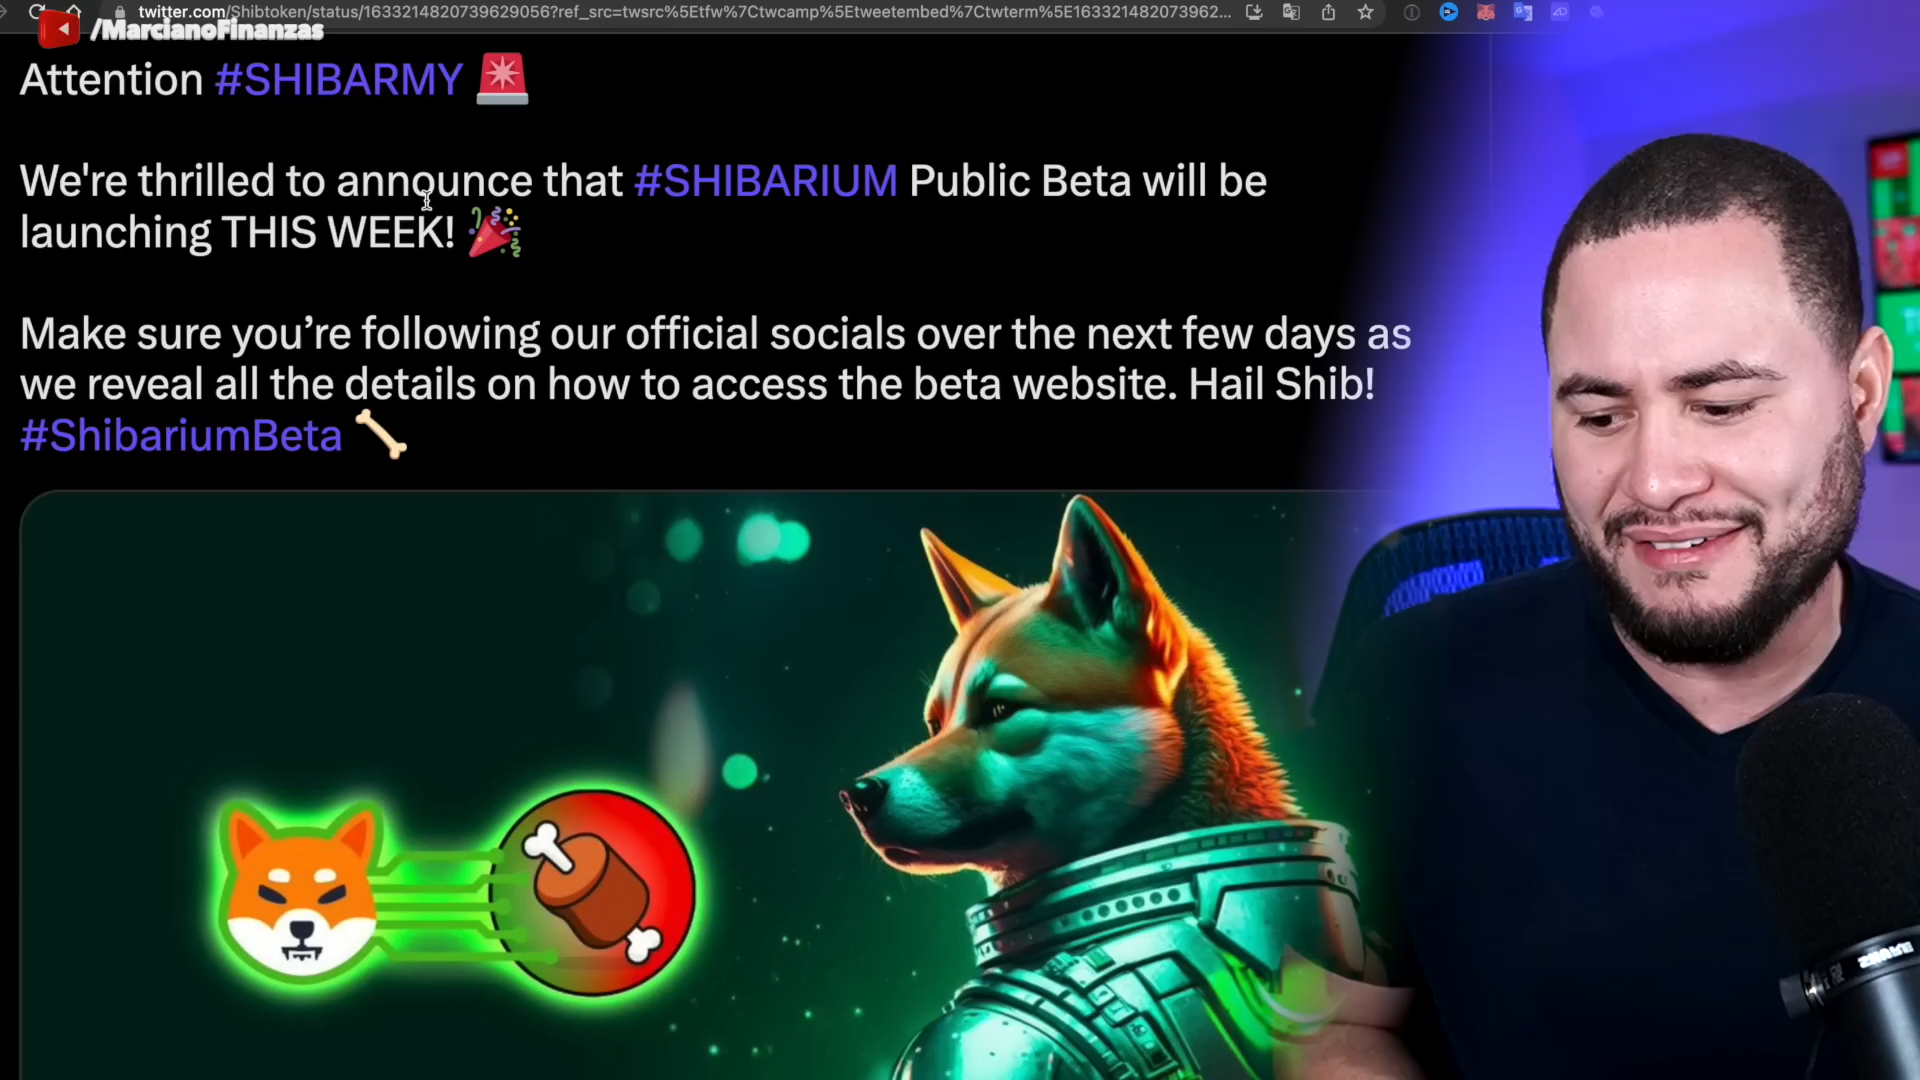 twitter.com/Shibtoken/status/1633214820739629056?ref_src=twsrc%5Etfw%7Ctwcamp%5Etweetembed%7Ctwterm%5E163321482073962...
/MarcianoFinanzas
Attention #SHIBARMY
We're thrilled to announce that #SHIBARIUM Public Beta will be
launching THIS WEEK!
Make sure you’re following our official socials over the next few days as
we reveal all the details on how to access the beta website. Hail Shib!
#ShibariumBeta